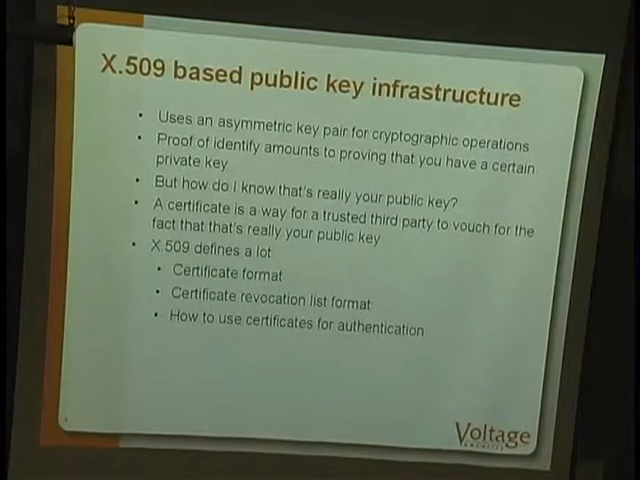 X.509 based public key infrastructure
• Uses an asymmetric key pair for cryptographic operations
• Proof of identify amounts to proving that you have a certain
private key
• But how do I know that's really your public key?
• A certificate is a way for a trusted third party to vouch for the
fact that that's really your public key
• X.509 defines a lot
• Certificate format
• Certificate revocation list format
• How to use certificates for authentication
Voltage